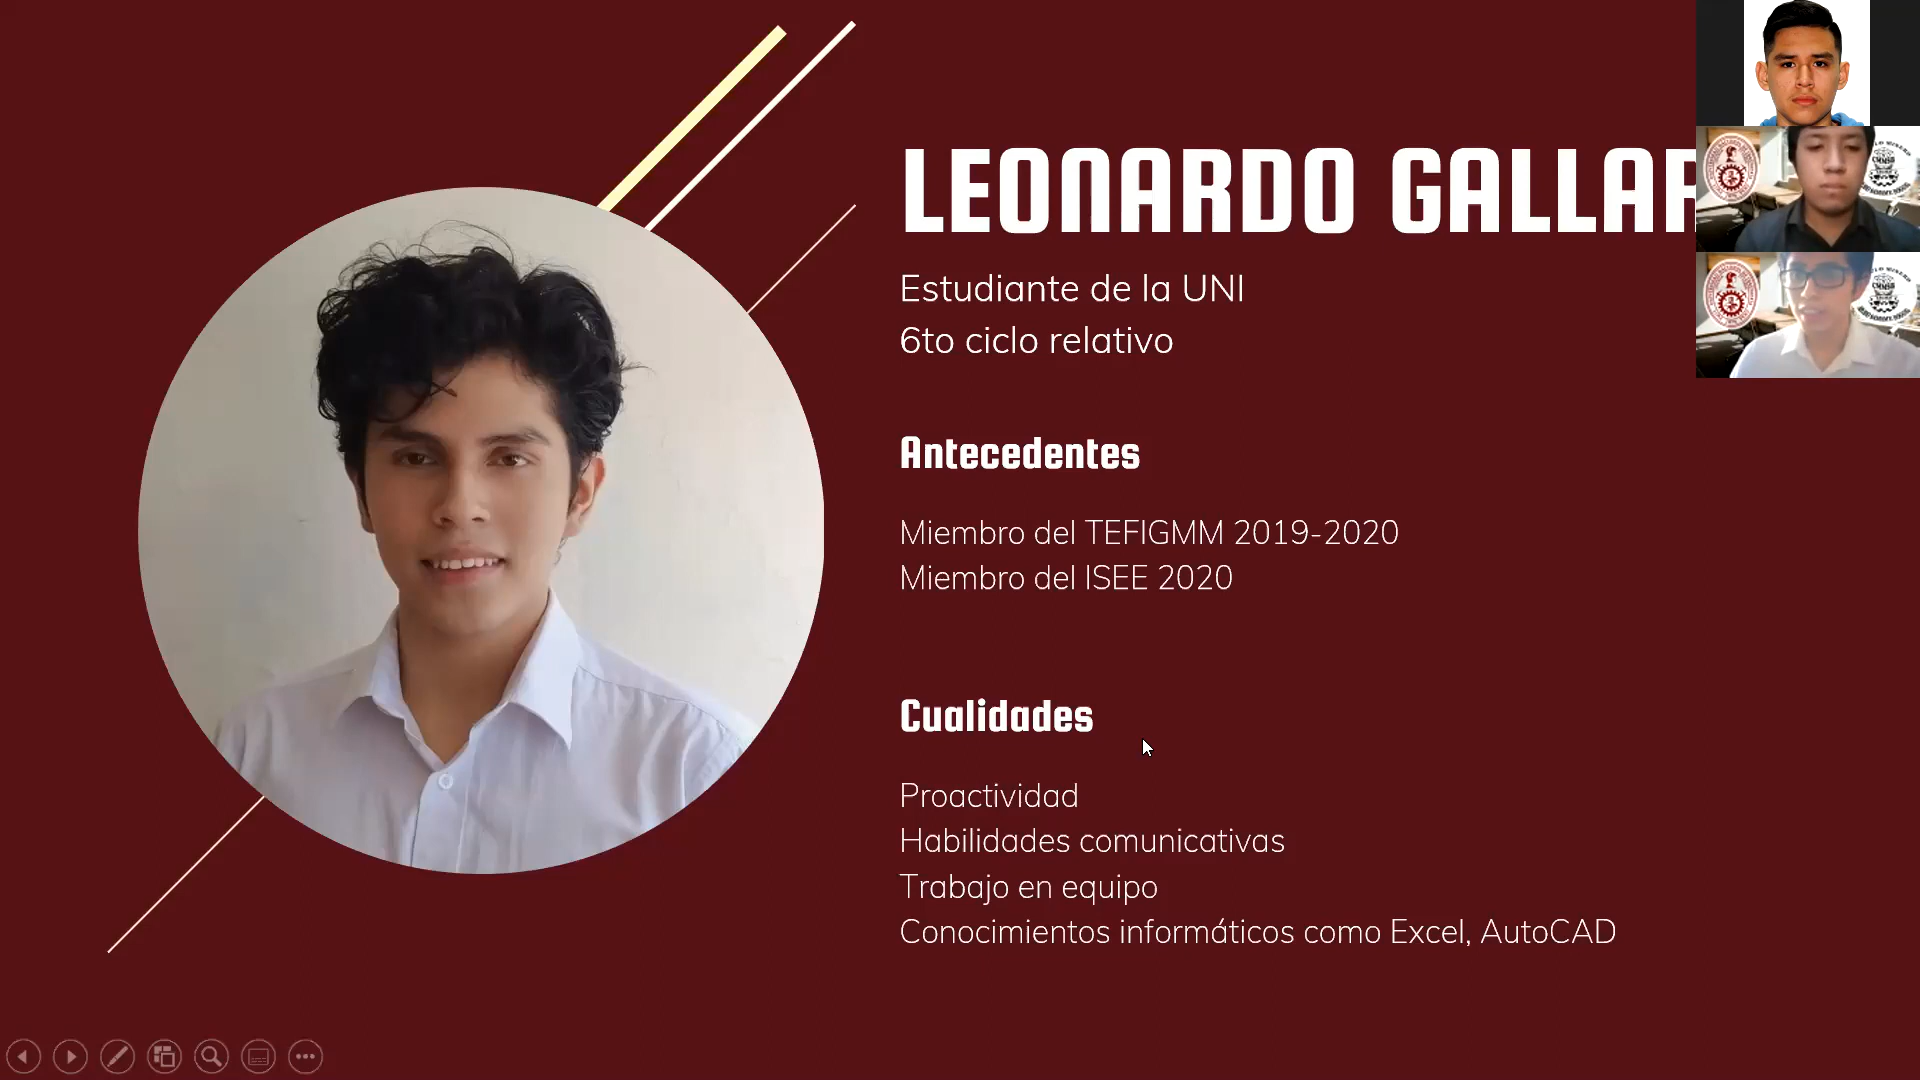 LEONARDO GALLAR
Estudiante de la UNI
6to ciclo relativo
Antecedentes
Miembro del TEFIGMM 2019-2020
Miembro del ISEE 2020
Cualidades
Proactividad
Habilidades comunicativas
Trabajo en equipo
Conocimientos informáticos como Excel, AutoCAD